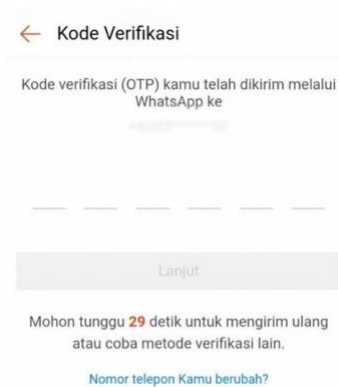 Kode Verifikasi
Kode verifikasi (OTP) kamu telah dikirim melalui
WhatsApp ke
Lanjut
Mohon tunggu 29 detik untuk mengirim ulang
atau coba metode verifikasi lain.
Nomor telepon Kamu berubah?